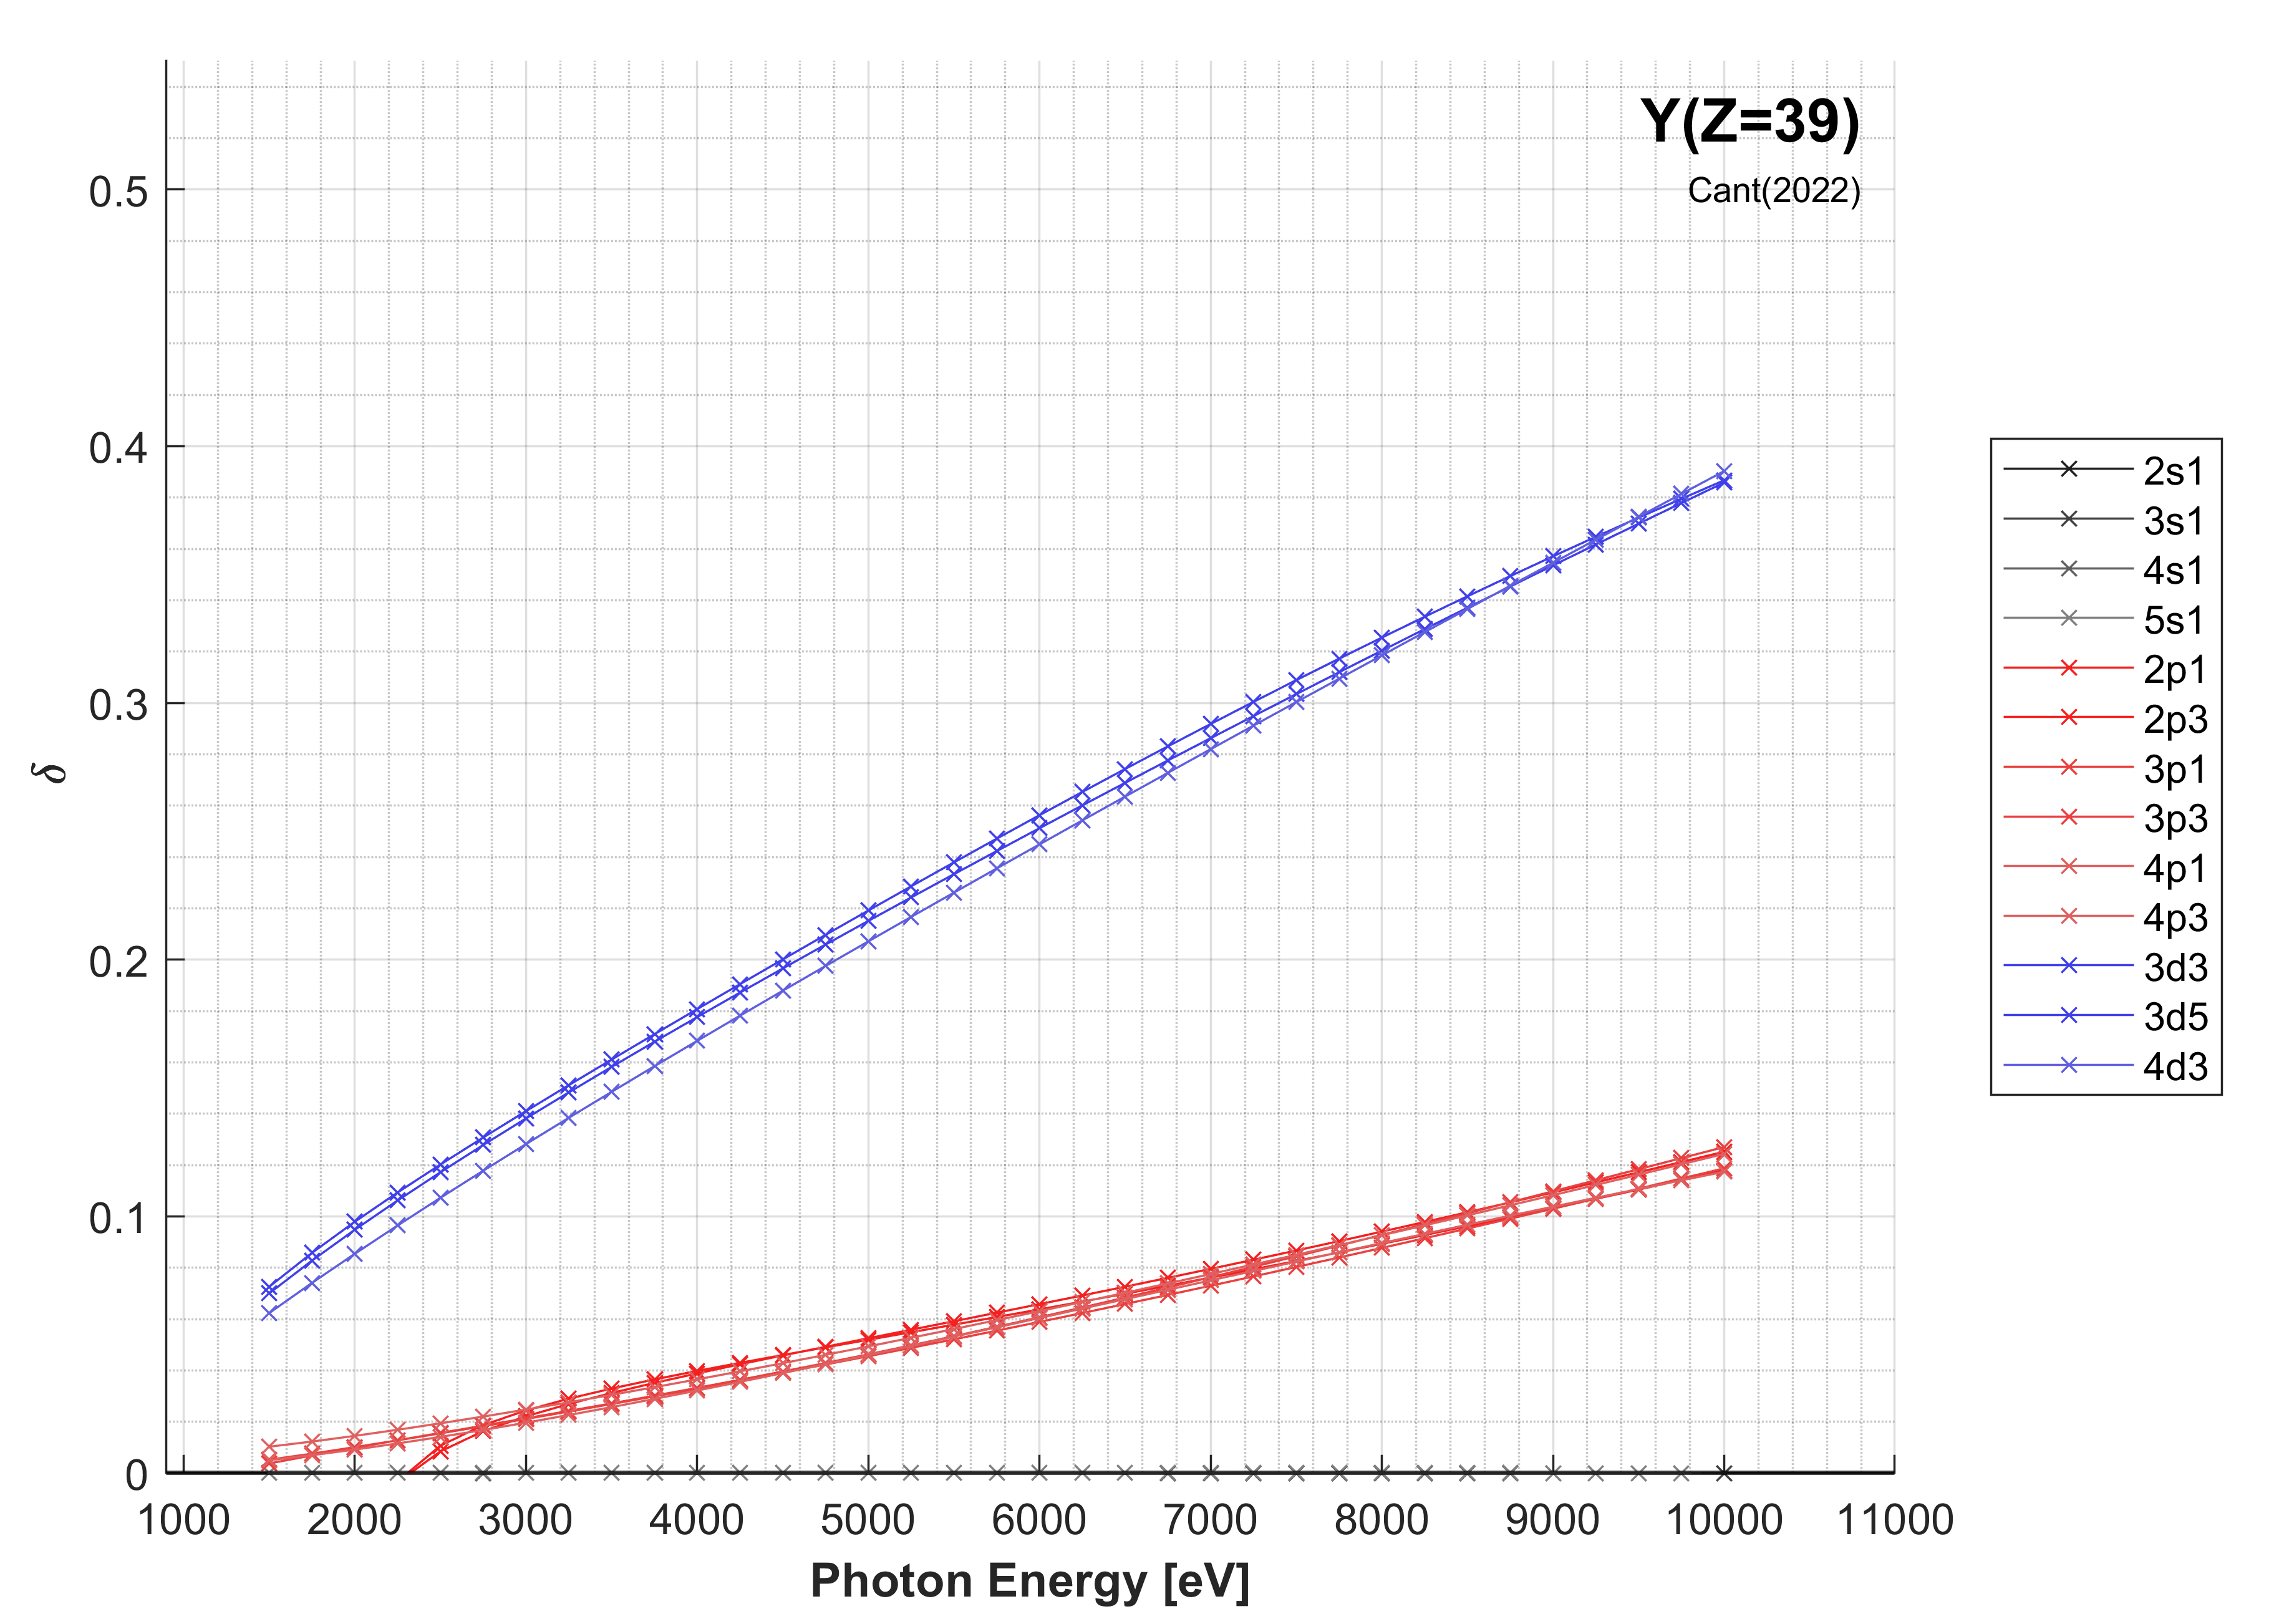 Y(Z=39)
Cant(2022)
0.5
0.4
0.3
0.2
0.1
0
δ
1000 2000 3000 4000 5000 6000 7000 8000 9000 10000 11000
Photon Energy [eV]
2s1
3s1
4s1
5s1
2p1
2p3
3p1
3p3
4p1
4p3
3d3
3d5
4d3